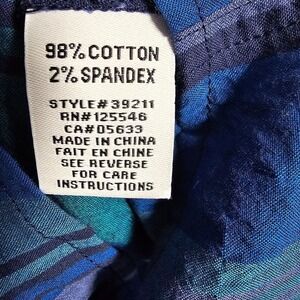 98% COTTON
2% SPANDEX
STYLE#39211
RN#125546
CA#05633
MADE IN CHINA
FAIT EN CHINE
SEE REVERSE
FOR CARE
INSTRUCTIONS